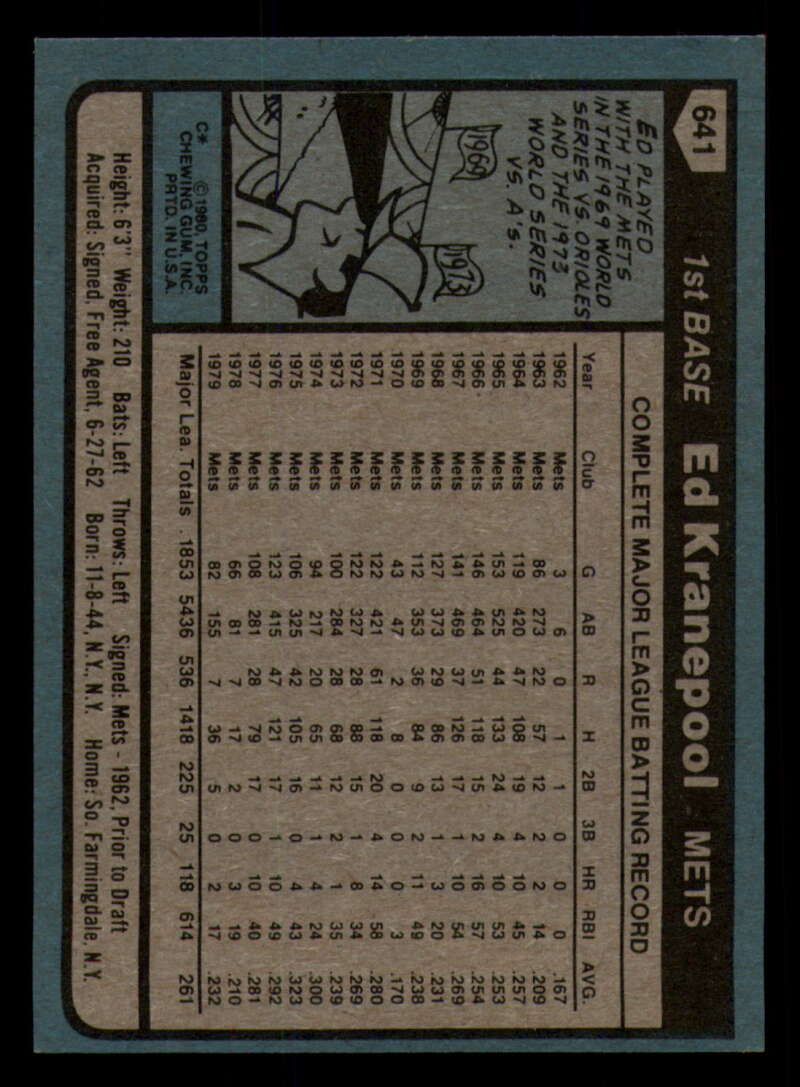 641 1st BASE Ed Kranepool METS
ED PLAYED
WITH THE METS
IN THE 1969 WORLD
SERIES VS. ORIOLES
AND THE 1973
WORLD SERIES
VS. A's.
1969
1973
C* © 1980 TOPPS
CHEWING GUM, INC.
PRTD. IN U.S.A.
COMPLETE MAJOR LEAGUE BATTING RECORD
Year Club G AB R H 2B 3B HR RBI AVG.
1962 Mets 3 6 0 1 1 0 0 0 .167
1963 Mets 86 273 22 57 12 2 2 14 .209
1964 Mets 119 420 47 108 19 4 10 45 .257
1965 Mets 153 525 44 133 24 4 10 53 .253
1966 Mets 146 464 51 118 15 2 16 57 .254
1967 Mets 141 469 37 126 17 1 10 54 .269
1968 Mets 127 373 29 86 13 1 3 20 .231
1969 Mets 112 353 36 84 9 2 11 49 .238
1970 Mets 43 47 2 8 0 0 0 3 .170
1971 Mets 122 421 61 118 20 4 14 58 .280
1972 Mets 122 327 28 88 15 1 8 34 .269
1973 Mets 100 284 28 68 12 2 1 35 .239
1974 Mets 94 217 20 65 11 1 4 24 .300
1975 Mets 106 325 42 105 16 0 4 43 .323
1976 Mets 123 415 47 121 17 1 10 49 .292
1977 Mets 108 281 28 79 17 0 10 40 .281
1978 Mets 66 81 7 17 2 0 3 19 .210
1979 Mets 82 155 7 36 5 0 2 17 .232
Major Lea. Totals . 1853 5436 536 1418 225 25 118 614 .261
Height: 6'3" Weight: 210 Bats: Left Throws: Left Signed: Mets - 1962, Prior to Draft
Acquired: Signed, Free Agent, 6-27-62 Born: 11-8-44, N.Y., N.Y. Home: So. Farmingdale, N.Y.